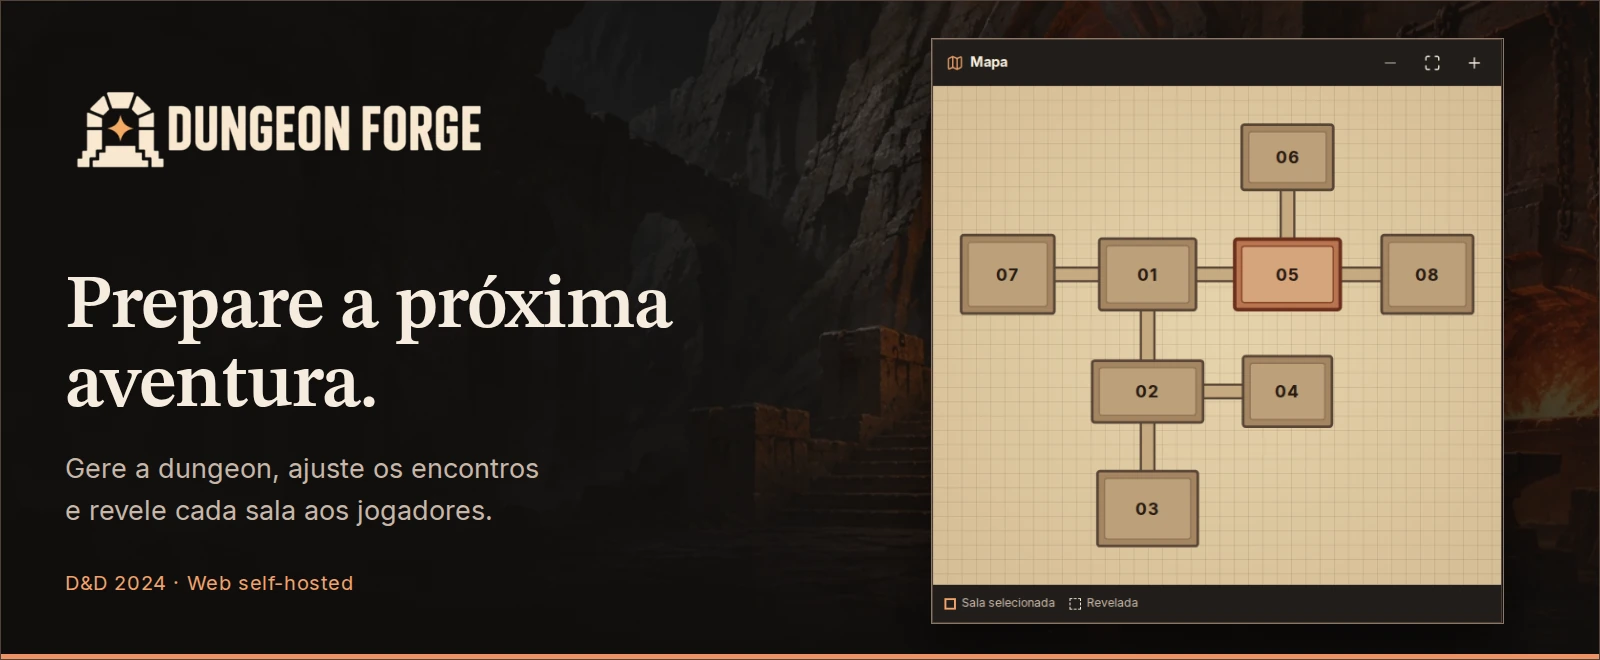 DUNGEON FORGE
Prepare a próxima
aventura.
Gere a dungeon, ajuste os encontros
e revele cada sala aos jogadores.
D&D 2024 · Web self-hosted
Mapa
06
07
01
05
08
02
04
03
Sala selecionada
Revelada